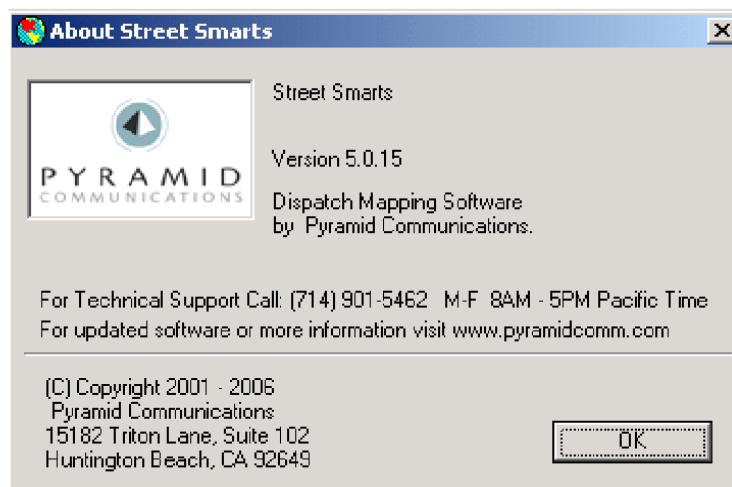 About Street Smarts
PYRAMID
COMMUNICATIONS
Street Smarts
Version 5.0.15
Dispatch Mapping Software
by Pyramid Communications.
For Technical Support Call: (714) 901-5462 M-F 8AM - 5PM Pacific Time
For updated software or more information visit www.pyramidcomm.com
(C) Copyright 2001 - 2006
Pyramid Communications
15182 Triton Lane, Suite 102
Huntington Beach, CA 92649
OK